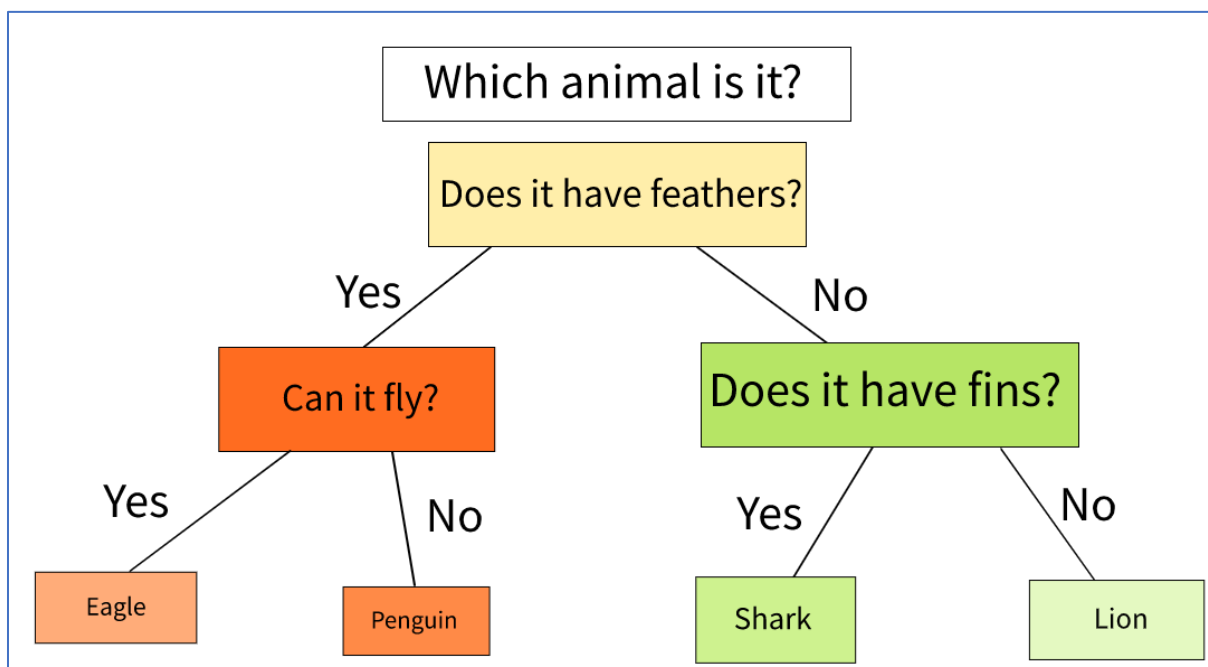 Which animal is it?
Does it have feathers?
Yes
No
Can it fly?
Does it have fins?
Yes
No
Yes
No
Eagle
Penguin
Shark
Lion